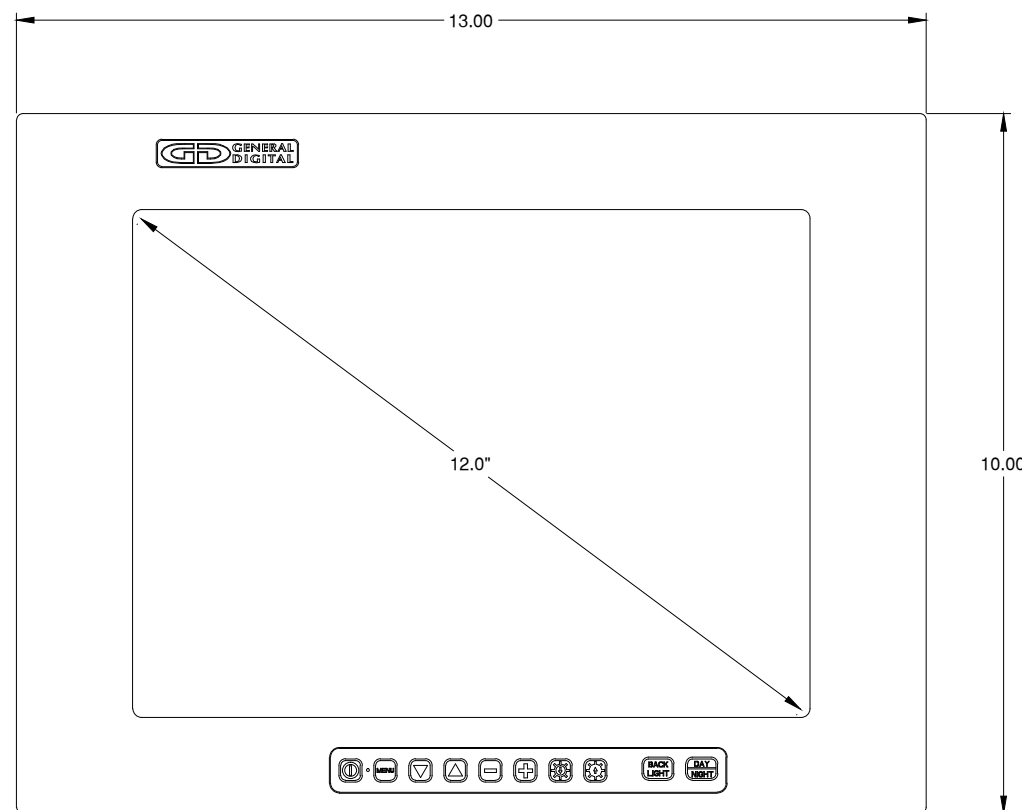 13.00
GENERAL
DIGITAL
12.0"
10.00
MENU
BACK
LIGHT
DAY
NIGHT